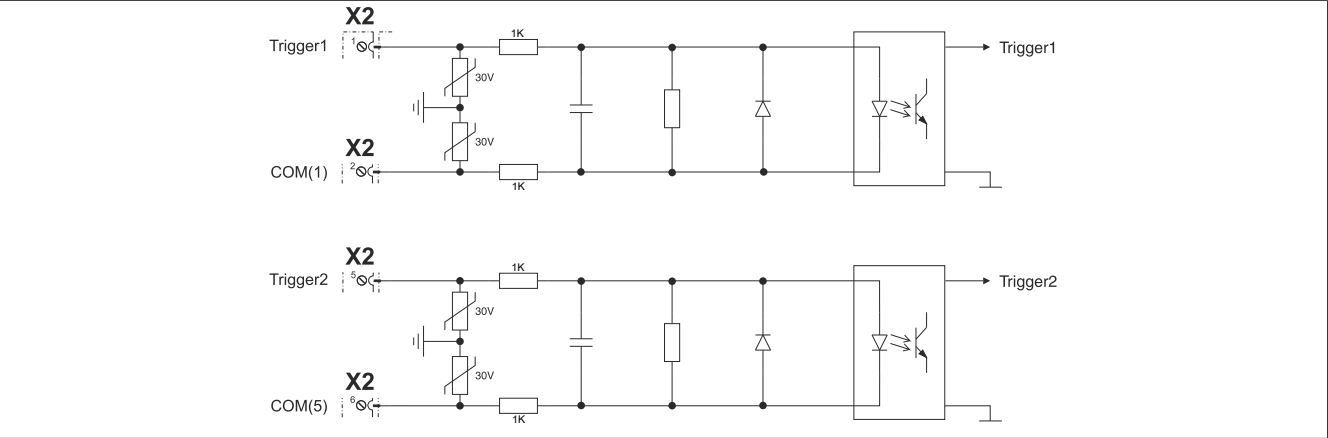 X2
Trigger1
1
1K
Trigger1
30V
30V
X2
COM(1)
2
1K
X2
Trigger2
5
1K
Trigger2
30V
30V
X2
COM(5)
6
1K